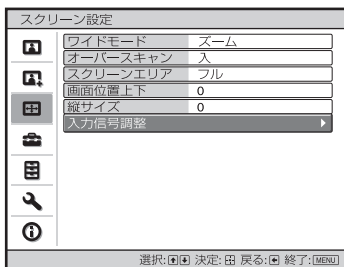 スクリーン設定
ワイドモード ズーム
オーバースキャン 入
スクリーンエリア フル
画面位置上下 0
縦サイズ 0
入力信号調整
選択: 決定: 戻る: 終了:MENU